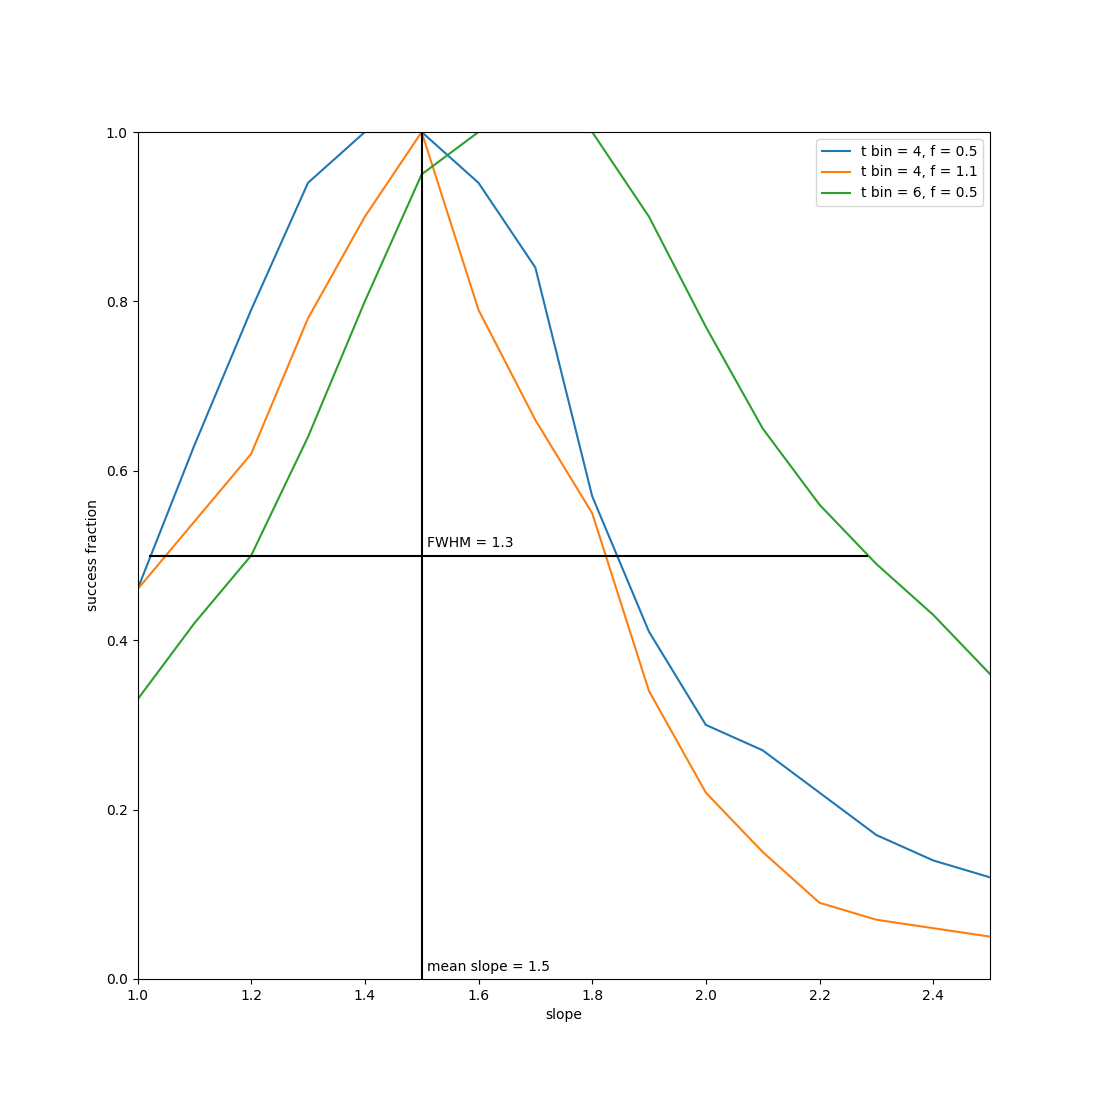 t bin = 4, f = 0.5
t bin = 4, f = 1.1
t bin = 6, f = 0.5
1.0
0.8
0.6
0.4
0.2
0.0
success fraction
FWHM = 1.3
mean slope = 1.5
1.0
1.2
1.4
1.6
1.8
2.0
2.2
2.4
slope